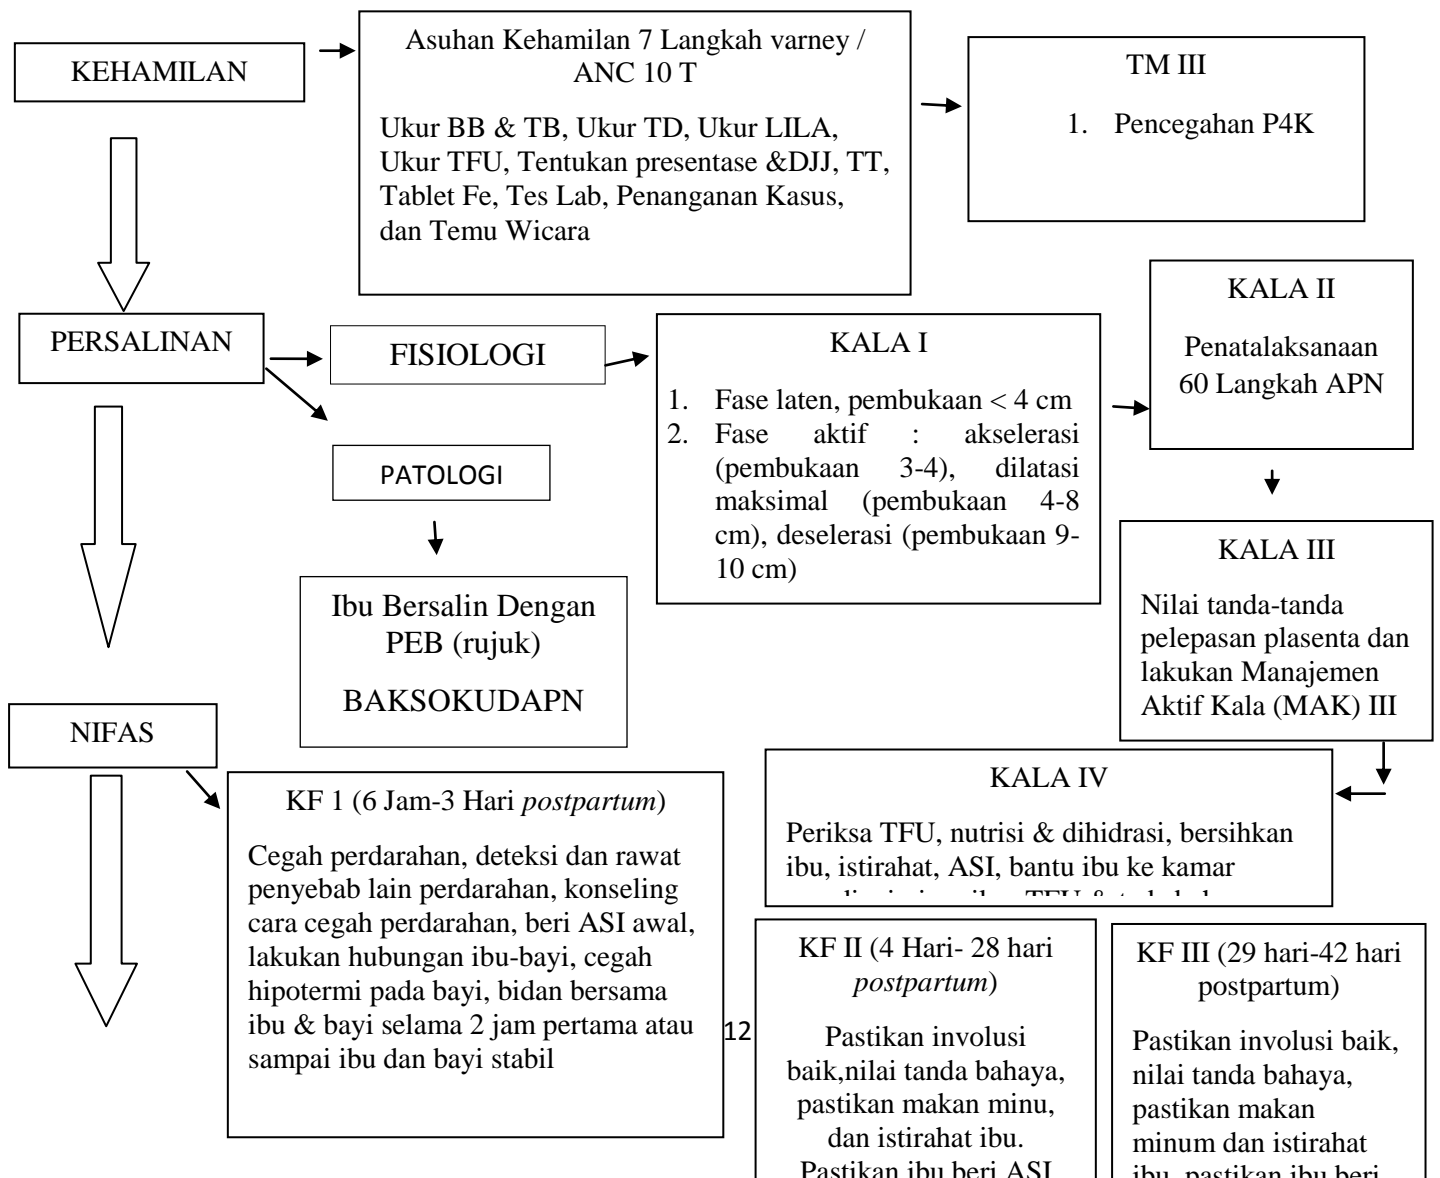 KEHAMILAN
Asuhan Kehamilan 7 Langkah varney /
ANC 10 T
Ukur BB & TB, Ukur TD, Ukur LILA,
Ukur TFU, Tentukan presentase &DJJ, TT,
Tablet Fe, Tes Lab, Penanganan Kasus,
dan Temu Wicara
TM III
1. Pencegahan P4K
PERSALINAN
FISIOLOGI
PATOLOGI
Ibu Bersalin Dengan
PEB (rujuk)
BAKSOKUDAPN
KALA I
1. Fase laten, pembukaan < 4 cm
2. Fase aktif : akselerasi
(pembukaan 3-4), dilatasi
maksimal (pembukaan 4-8
cm), deselerasi (pembukaan 9-
10 cm)
KALA II
Penatalaksanaan
60 Langkah APN
KALA III
Nilai tanda-tanda
pelepasan plasenta dan
lakukan Manajemen
Aktif Kala (MAK) III
KALA IV
Periksa TFU, nutrisi & dihidrasi, bersihkan
ibu, istirahat, ASI, bantu ibu ke kamar
NIFAS
KF 1 (6 Jam-3 Hari postpartum)
Cegah perdarahan, deteksi dan rawat
penyebab lain perdarahan, konseling
cara cegah perdarahan, beri ASI awal,
lakukan hubungan ibu-bayi, cegah
hipotermi pada bayi, bidan bersama
ibu & bayi selama 2 jam pertama atau
sampai ibu dan bayi stabil
12
KF II (4 Hari- 28 hari
postpartum)
Pastikan involusi
baik,nilai tanda bahaya,
pastikan makan minu,
dan istirahat ibu.
Pastikan ibu beri ASI
KF III (29 hari-42 hari
postpartum)
Pastikan involusi baik,
nilai tanda bahaya,
pastikan makan
minum dan istirahat
ibu, pastikan ibu beri